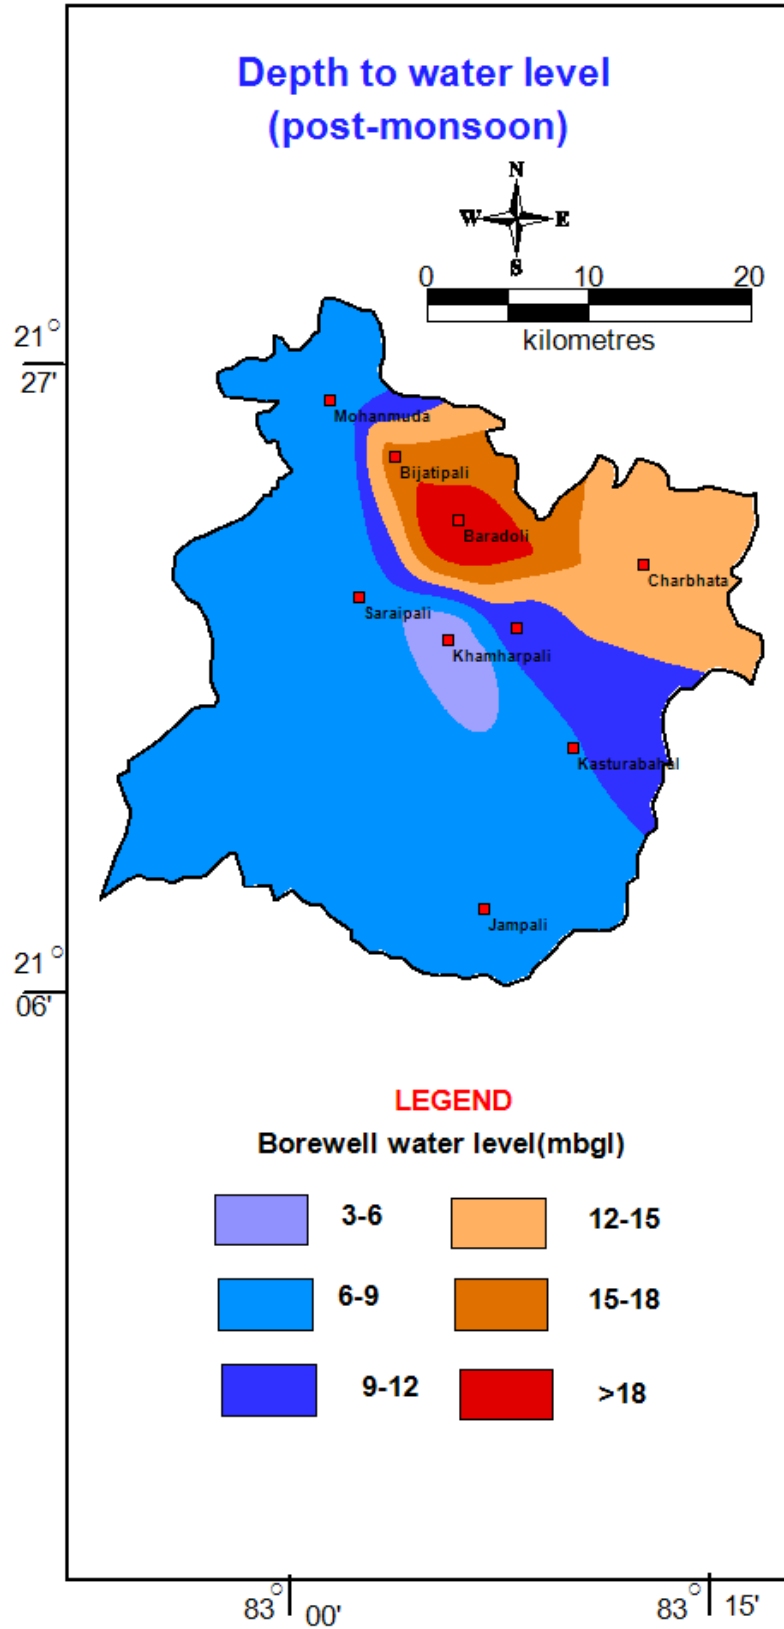 Depth to water level
(post-monsoon)
N
W E
S
0 10 20
kilometres
21°
27'
Mohanmuda
Bijatipali
Baradoli
Charbhata
Saraipali
Khamharpali
Kasturabahal
Jampali
21°
06'
LEGEND
Borewell water level(mbgl)
3-6 12-15
6-9 15-18
9-12 >18
83° 00' 83° 15'